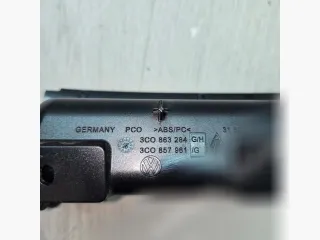 GERMANY PCO >ABS/PC<
3C0 863 284 G/H
3C0 857 961 /G